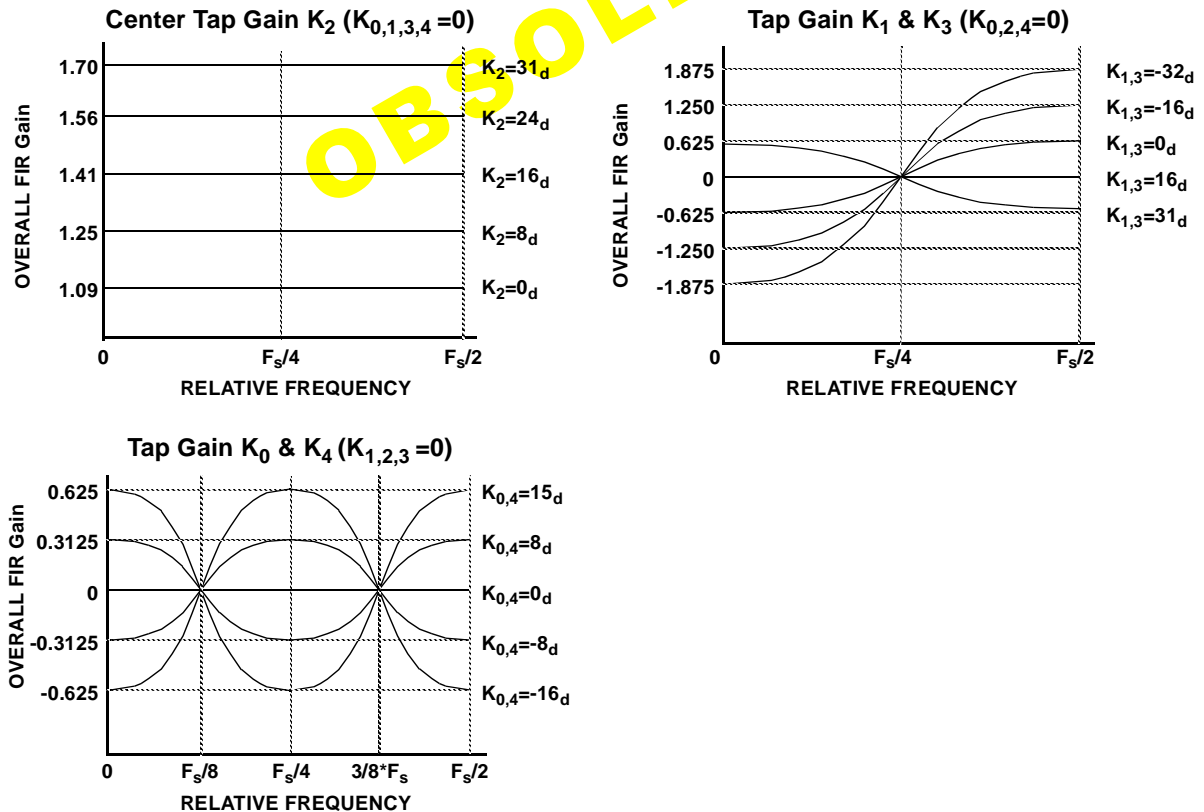 Center Tap Gain K2 (K0,1,3,4 =0)
OVERALL FIR Gain
1.70
1.56
1.41
1.25
1.09
K2=31d
K2=24d
K2=16d
K2=8d
K2=0d
0
Fs/4
Fs/2
RELATIVE FREQUENCY
OBSOL
Tap Gain K1 & K3 (K0,2,4=0)
OVERALL FIR Gain
1.875
1.250
0.625
0
-0.625
-1.250
-1.875
K1,3=-32d
K1,3=-16d
K1,3=0d
K1,3=16d
K1,3=31d
0
Fs/4
Fs/2
RELATIVE FREQUENCY
Tap Gain K0 & K4 (K1,2,3 =0)
OVERALL FIR Gain
0.625
0.3125
0
-0.3125
-0.625
K0,4=15d
K0,4=8d
K0,4=0d
K0,4=-8d
K0,4=-16d
0
Fs/8
Fs/4
3/8*Fs
Fs/2
RELATIVE FREQUENCY